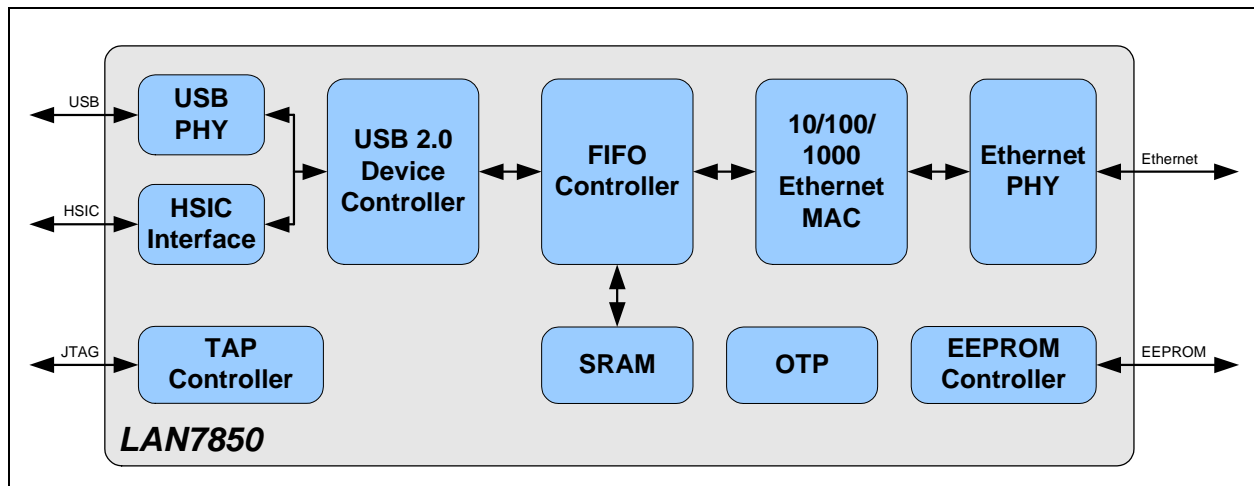 USB
USB
PHY
HSIC
HSIC
Interface
USB 2.0
Device
Controller
FIFO
Controller
10/100/
1000
Ethernet
MAC
Ethernet
PHY
Ethernet
JTAG
TAP
Controller
SRAM
OTP
EEPROM
Controller
EEPROM
LAN7850